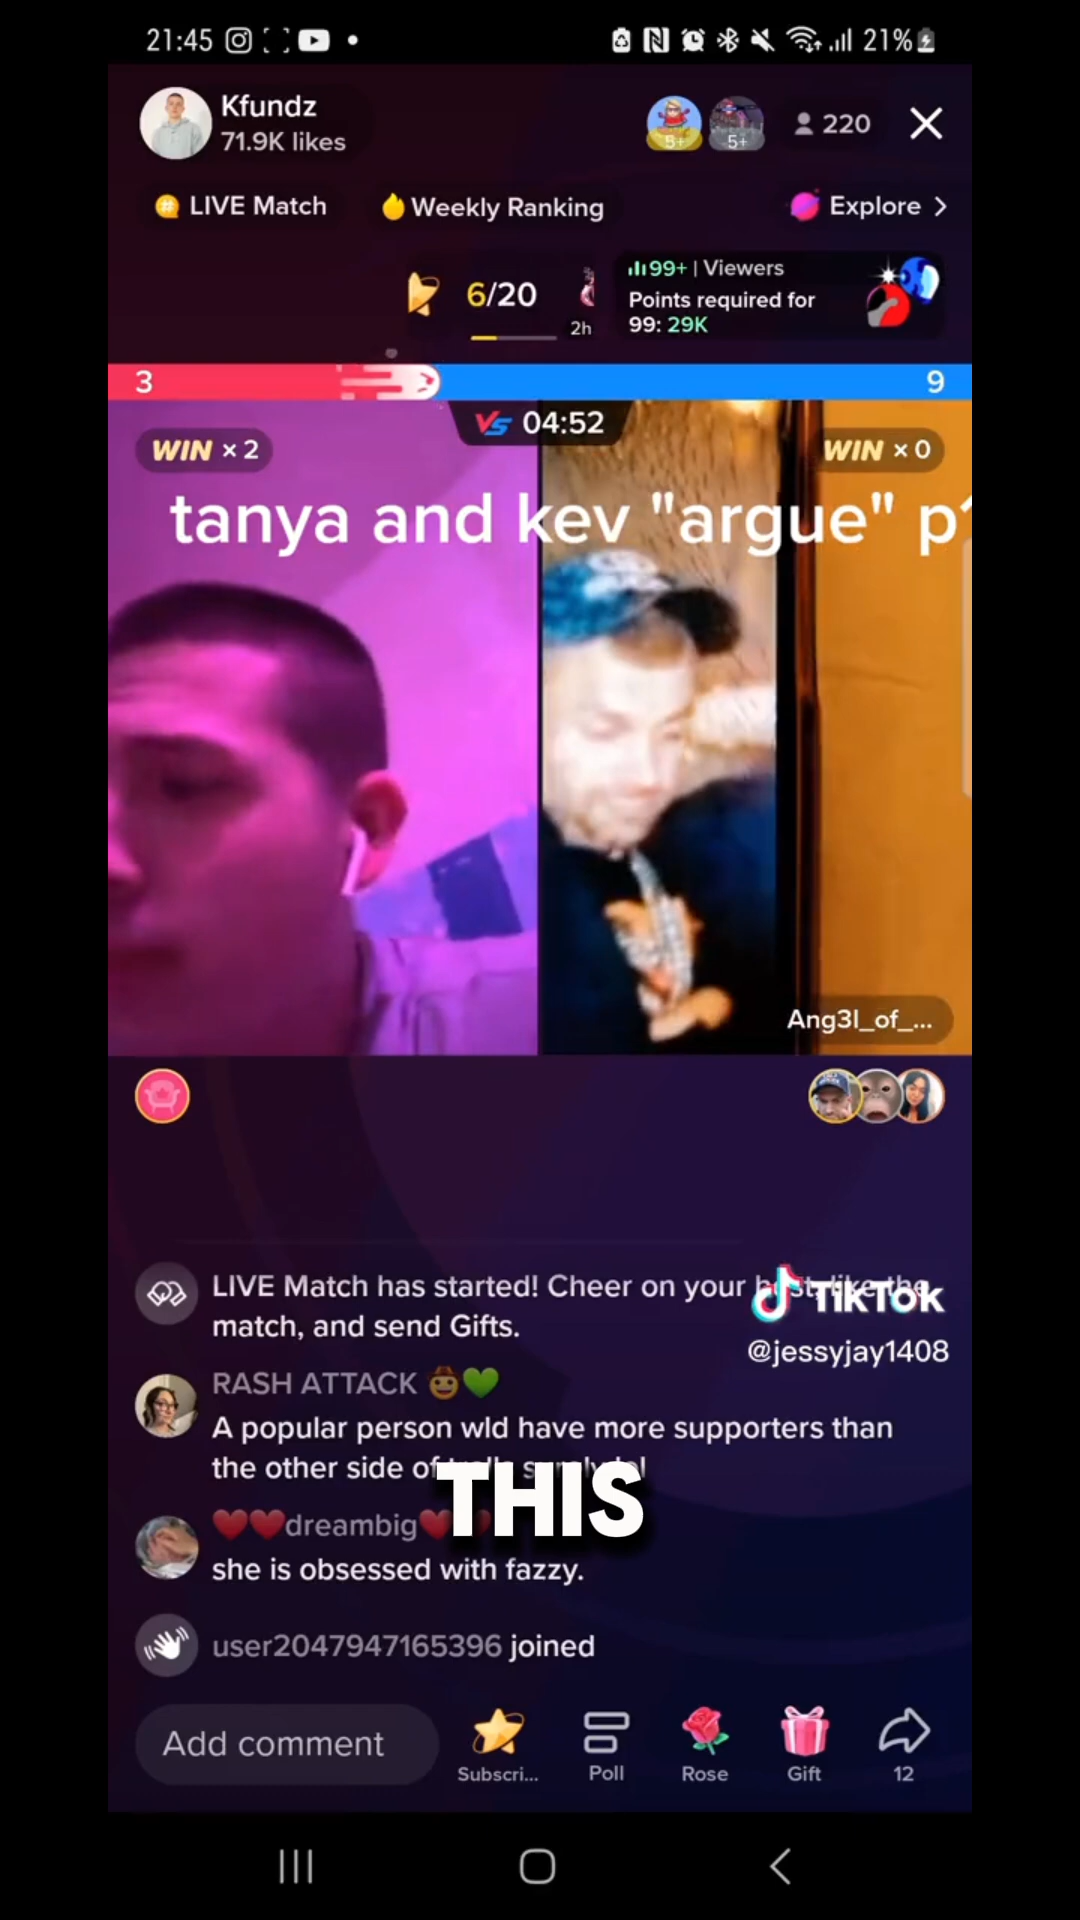 21:45
21%
Kfundz
71.9K likes
5+
5+
220
LIVE Match
Weekly Ranking
Explore >
6/20
2h
99+ | Viewers
Points required for
99: 29K
3
9
VS 04:52
WIN × 2
WIN × 0
tanya and kev "argue"
Ang3l_of_...
LIVE Match has started! Cheer on your host, like the
match, and send Gifts.
TikTok
@jessyjay1408
RASH ATTACK
A popular person wld have more supporters than
the other side of
THIS
dreambig
she is obsessed with fazzy.
user2047947165396 joined
Add comment
Subscri...
Poll
Rose
Gift
12